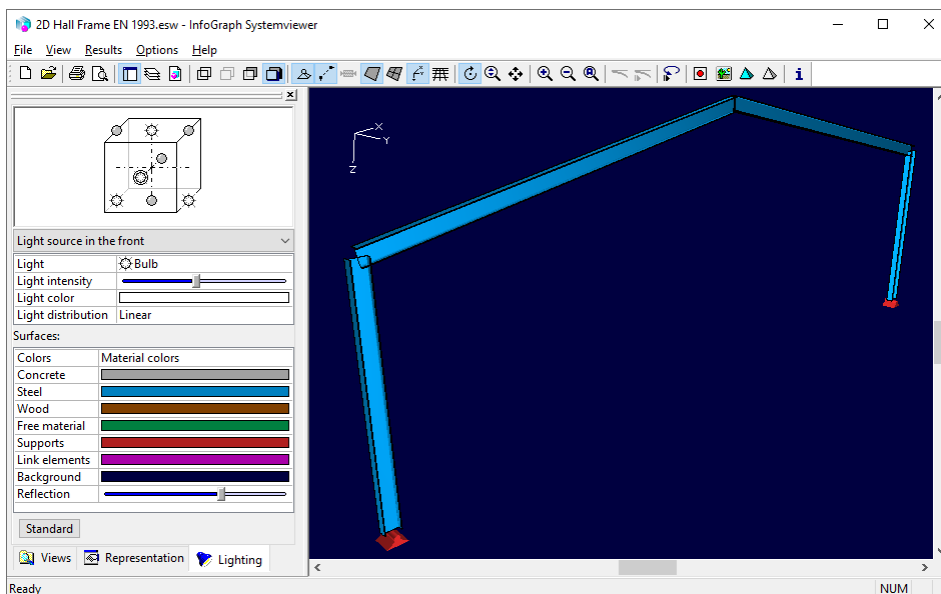 2D Hall Frame EN 1993.esw - InfoGraph Systemviewer
File View Results Options Help
X
Y
Z
Light source in the front
Light Bulb
Light intensity
Light color
Light distribution Linear
Surfaces:
Colors Material colors
Concrete
Steel
Wood
Free material
Supports
Link elements
Background
Reflection
Standard
Views Representation Lighting
Ready NUM